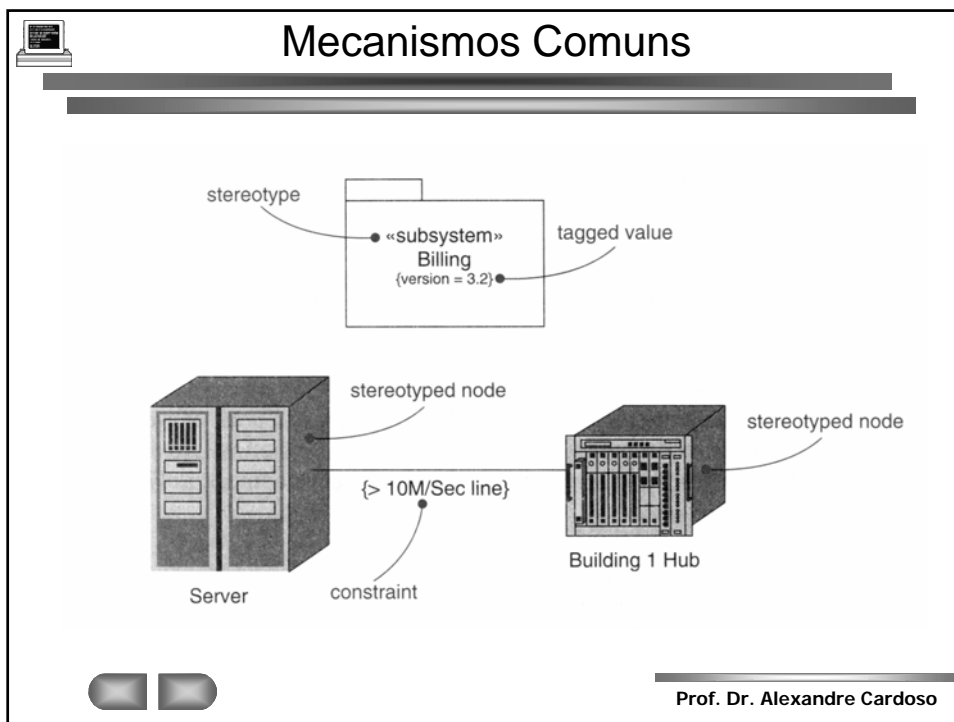 Mecanismos Comuns
stereotype
«subsystem»
tagged value
Billing
{version = 3.2}
stereotyped node
stereotyped node
{> 10M/Sec line}
Building 1 Hub
Server
constraint
Prof. Dr. Alexandre Cardoso